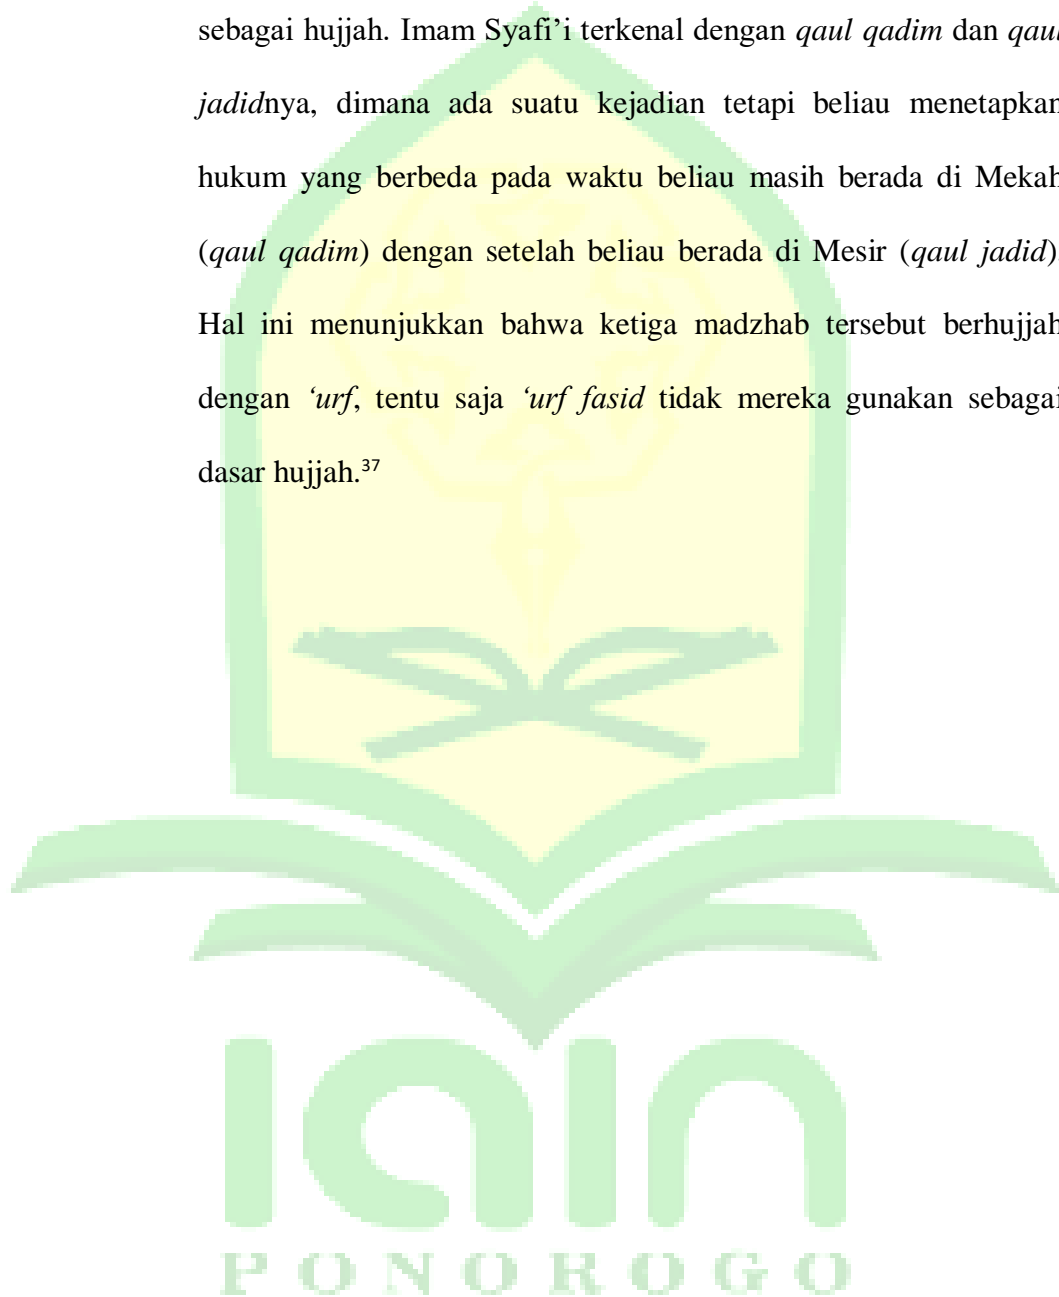 sebagai hujjah. Imam Syafi’i terkenal dengan qaul qadim dan qaul
jadidnya, dimana ada suatu kejadian tetapi beliau menetapkan
hukum yang berbeda pada waktu beliau masih berada di Mekah
(qaul qadim) dengan setelah beliau berada di Mesir (qaul jadid).
Hal ini menunjukkan bahwa ketiga madzhab tersebut berhujjah
dengan ‘urf, tentu saja ‘urf fasid tidak mereka gunakan sebagai
dasar hujjah.³⁷
iain
PONOROGO